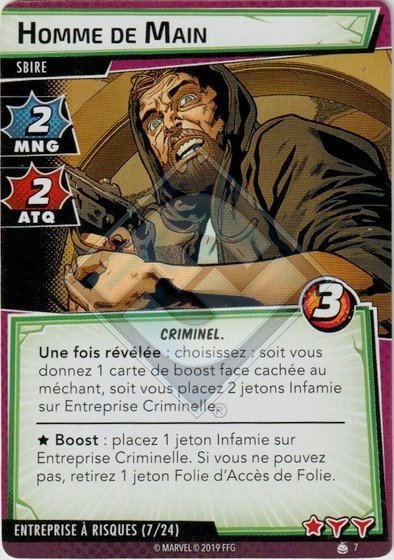 HOMME DE MAIN
SBIRE
2
MNG
2
ATQ
3
CRIMINEL.
Une fois révélée : choisissez : soit vous
donnez 1 carte de boost face cachée au
méchant, soit vous placez 2 jetons Infamie
sur Entreprise Criminelle.
★ Boost : placez 1 jeton Infamie sur
Entreprise Criminelle. Si vous ne pouvez
pas, retirez 1 jeton Folie d'Accès de Folie.
ENTREPRISE À RISQUES (7/24)
© MARVEL © 2019 FFG
7